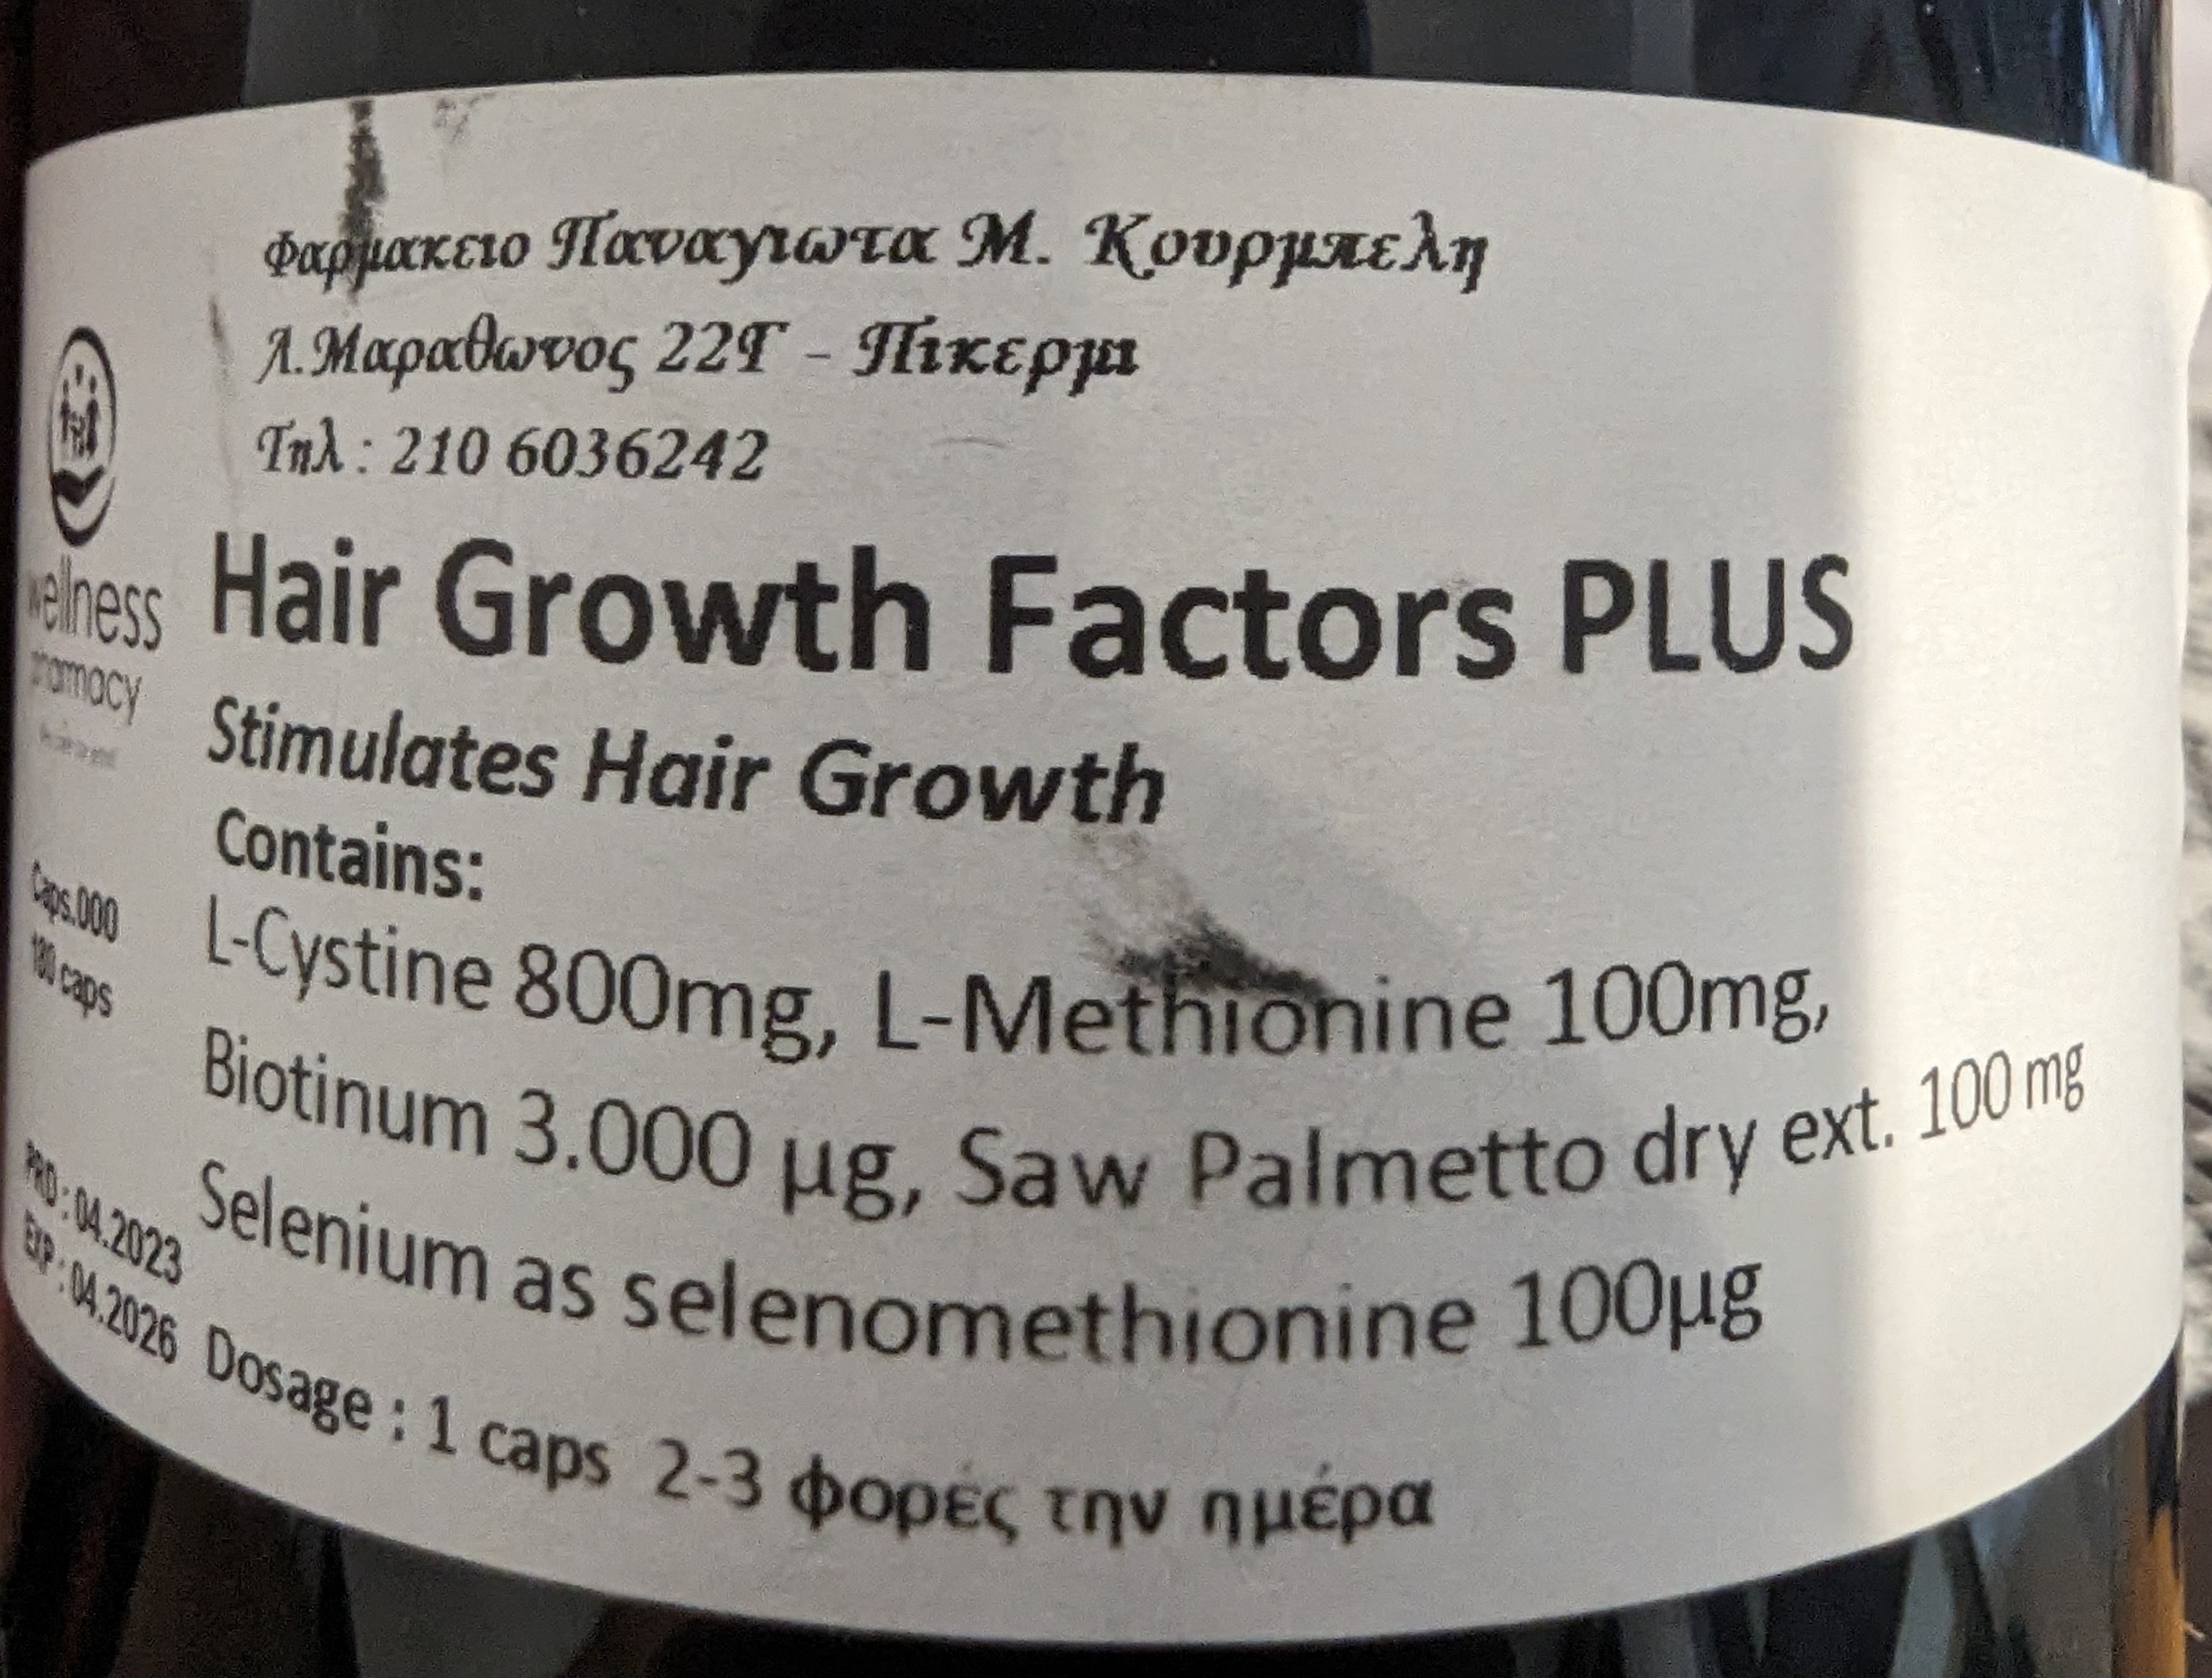 Φαρμακειο Παναγιωτα Μ. Κουρμπελη
Λ.Μαραθωνος 22Γ - Πικερμι
Τηλ : 210 6036242
wellness
pharmacy
Hair Growth Factors PLUS
Stimulates Hair Growth
Contains:
L-Cystine 800mg, L-Methionine 100mg,
Biotinum 3.000 μg, Saw Palmetto dry ext. 100 mg
Selenium as selenomethionine 100μg
Dosage : 1 caps 2-3 φορές την ημέρα
Caps.000
180 caps
PRD : 04.2023
EXP : 04.2026